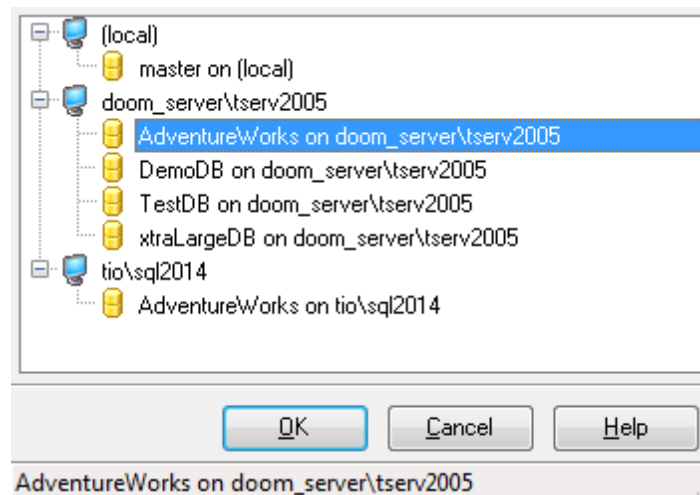 (local)
master on (local)
doom_server\tserv2005
AdventureWorks on doom_server\tserv2005
DemoDB on doom_server\tserv2005
TestDB on doom_server\tserv2005
xtraLargeDB on doom_server\tserv2005
tio\sql2014
AdventureWorks on tio\sql2014
OK Cancel Help
AdventureWorks on doom_server\tserv2005